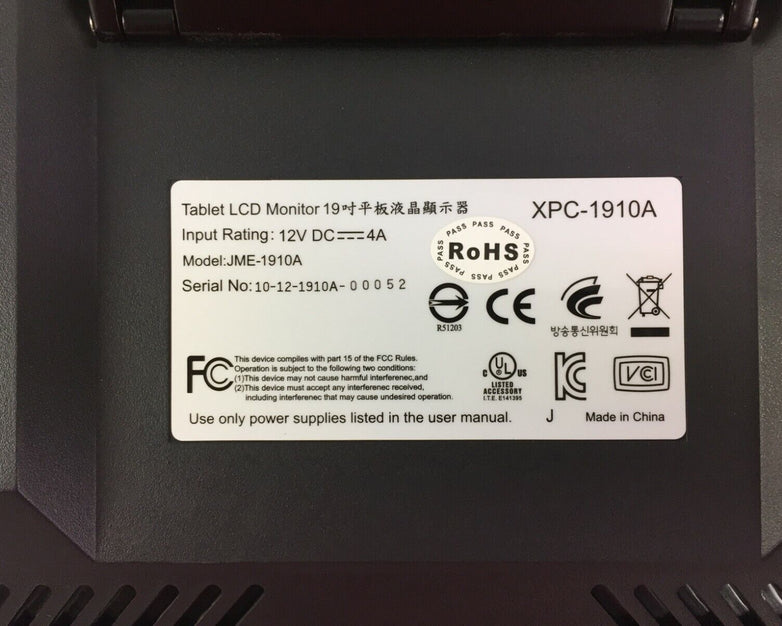 Tablet LCD Monitor 19吋平板液晶顯示器
XPC-1910A
Input Rating: 12V DC 4A
Model:JME-1910A
Serial No: 10-12-1910A-00052
PASS PASS PASS PASS PASS PASS PASS PASS
RoHS
R51203
CE
방송통신위원회
FC
This device compiles with part 15 of the FCC Rules.
Operation is subject to the following two conditions:
(1)This device may not cause harmful interferenec,and
(2)This device must accept any interferenec received,
including interferenec that may cause undesired operation.
C UL US
LISTED
ACCESSORY
I.T.E. E141395
VCI
Use only power supplies listed in the user manual.
J
Made in China